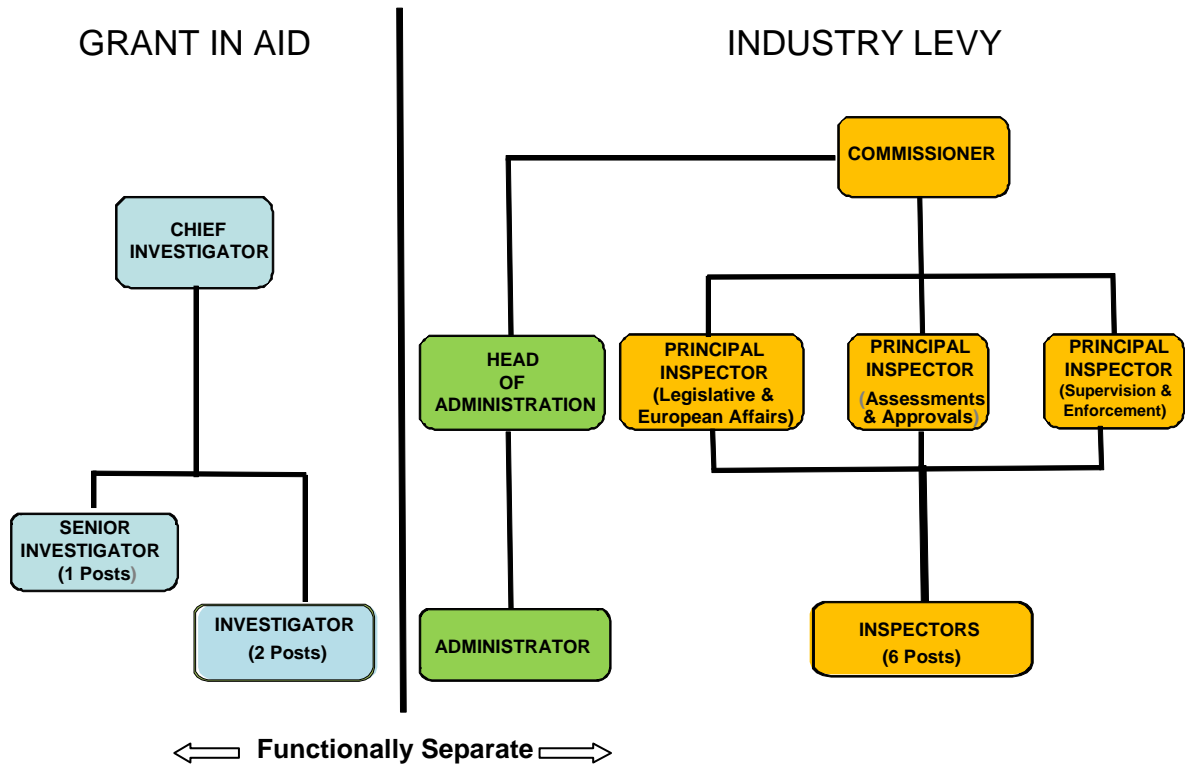 GRANT IN AID
INDUSTRY LEVY
COMMISSIONER
CHIEF
INVESTIGATOR
HEAD
OF
ADMINISTRATION
PRINCIPAL
INSPECTOR
(Legislative &
European Affairs)
PRINCIPAL
INSPECTOR
(Assessments
& Approvals)
PRINCIPAL
INSPECTOR
(Supervision &
Enforcement)
SENIOR
INVESTIGATOR
(1 Posts)
INVESTIGATOR
(2 Posts)
ADMINISTRATOR
INSPECTORS
(6 Posts)
Functionally Separate